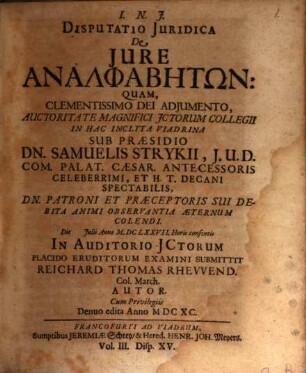 I. N. J.
DISPUTATIO JURIDICA
De
JURE
ΑΝΑΛΦΑΒΗΤΩΝ:
QUAM,
CLEMENTISSIMO DEI ADJUMENTO,
AUCTORITATE MAGNIFICI JCTORUM COLLEGII
IN HAC INCLITA VIADRINA
SUB PRÆSIDIO
DN. SAMUELIS STRYKII, J. U. D.
COM. PALAT. CÆSAR. ANTECESSORIS
CELEBERRIMI, ET H. T. DECANI
SPECTABILIS,
DN. PATRONI ET PRÆCEPTORIS SUI DE-
BITA ANIMI OBSERVANTIA ÆTERNUM
COLENDI.
Die Julii Anno M.DC.LXXVII. Horis consuetis
IN AUDITORIO JCTORUM
PLACIDO ERUDITORUM EXAMINI SUBMITTIT
REICHARD THOMAS RHEVVEND.
Col. March.
AUTOR.
Cum Privilegiis
Denuo edita Anno M DC XC.
FRANCOFURTI AD VIADRUM,
Sumptibus JEREMIÆ Schrey/ & Hered. HENR. JOH. Meyers.
Vol. III. Disp. XV.